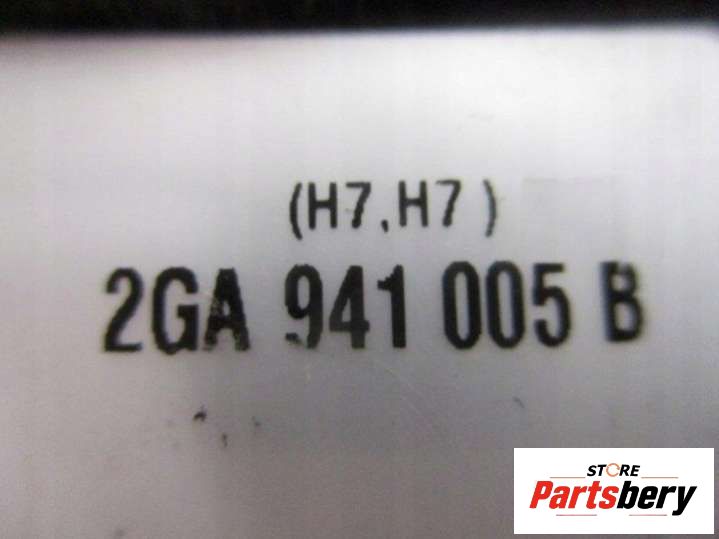 (H7,H7)
2GA 941 005 B
STORE
Partsbery